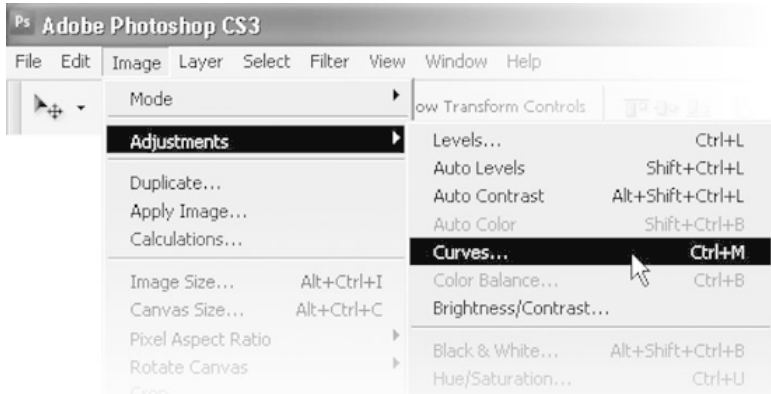 Ps Adobe Photoshop CS3
File Edit Image Layer Select Filter View Window Help
Mode
ow Transform Controls
Adjustments
Duplicate...
Apply Image...
Calculations...
Image Size... Alt+Ctrl+I
Canvas Size... Alt+Ctrl+C
Pixel Aspect Ratio
Rotate Canvas
Crop
Levels... Ctrl+L
Auto Levels Shift+Ctrl+L
Auto Contrast Alt+Shift+Ctrl+L
Auto Color Shift+Ctrl+B
Curves... Ctrl+M
Color Balance... Ctrl+B
Brightness/Contrast...
Black & White... Alt+Shift+Ctrl+B
Hue/Saturation... Ctrl+U